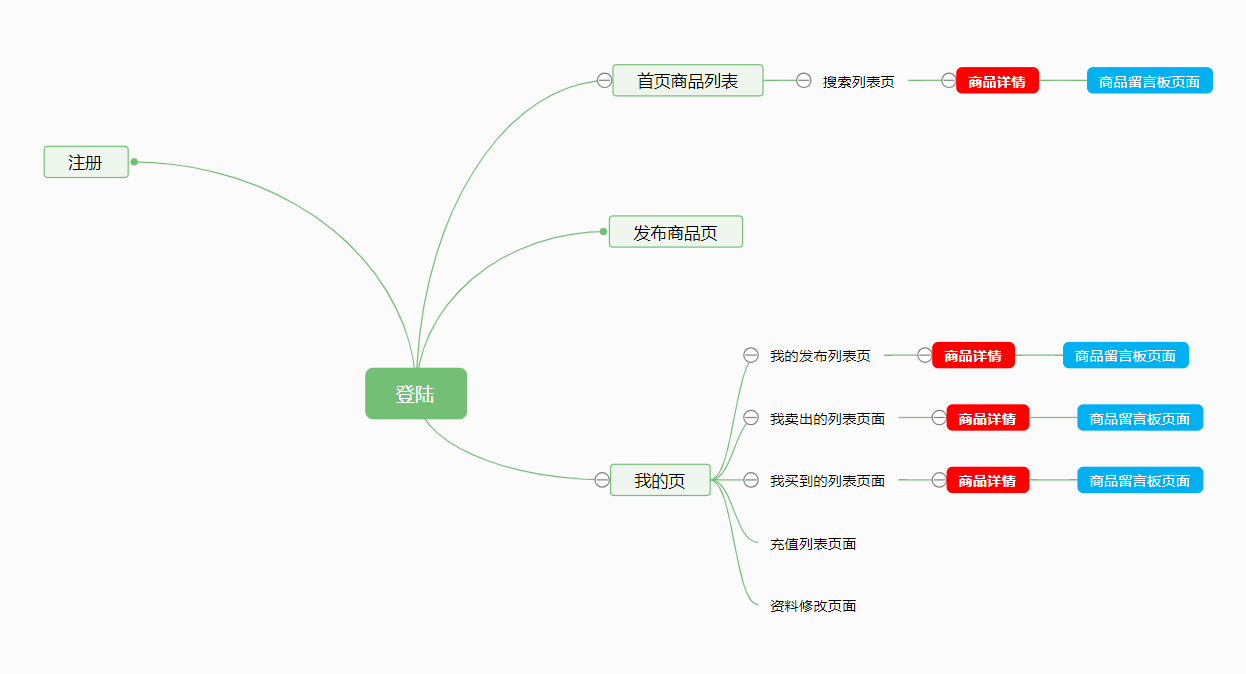 首页商品列表
搜索列表页
商品详情
商品留言板页面
注册
发布商品页
登陆
我的页
我的发布列表页
商品详情
商品留言板页面
我卖出的列表页面
商品详情
商品留言板页面
我买到的列表页面
商品详情
商品留言板页面
充值列表页面
资料修改页面